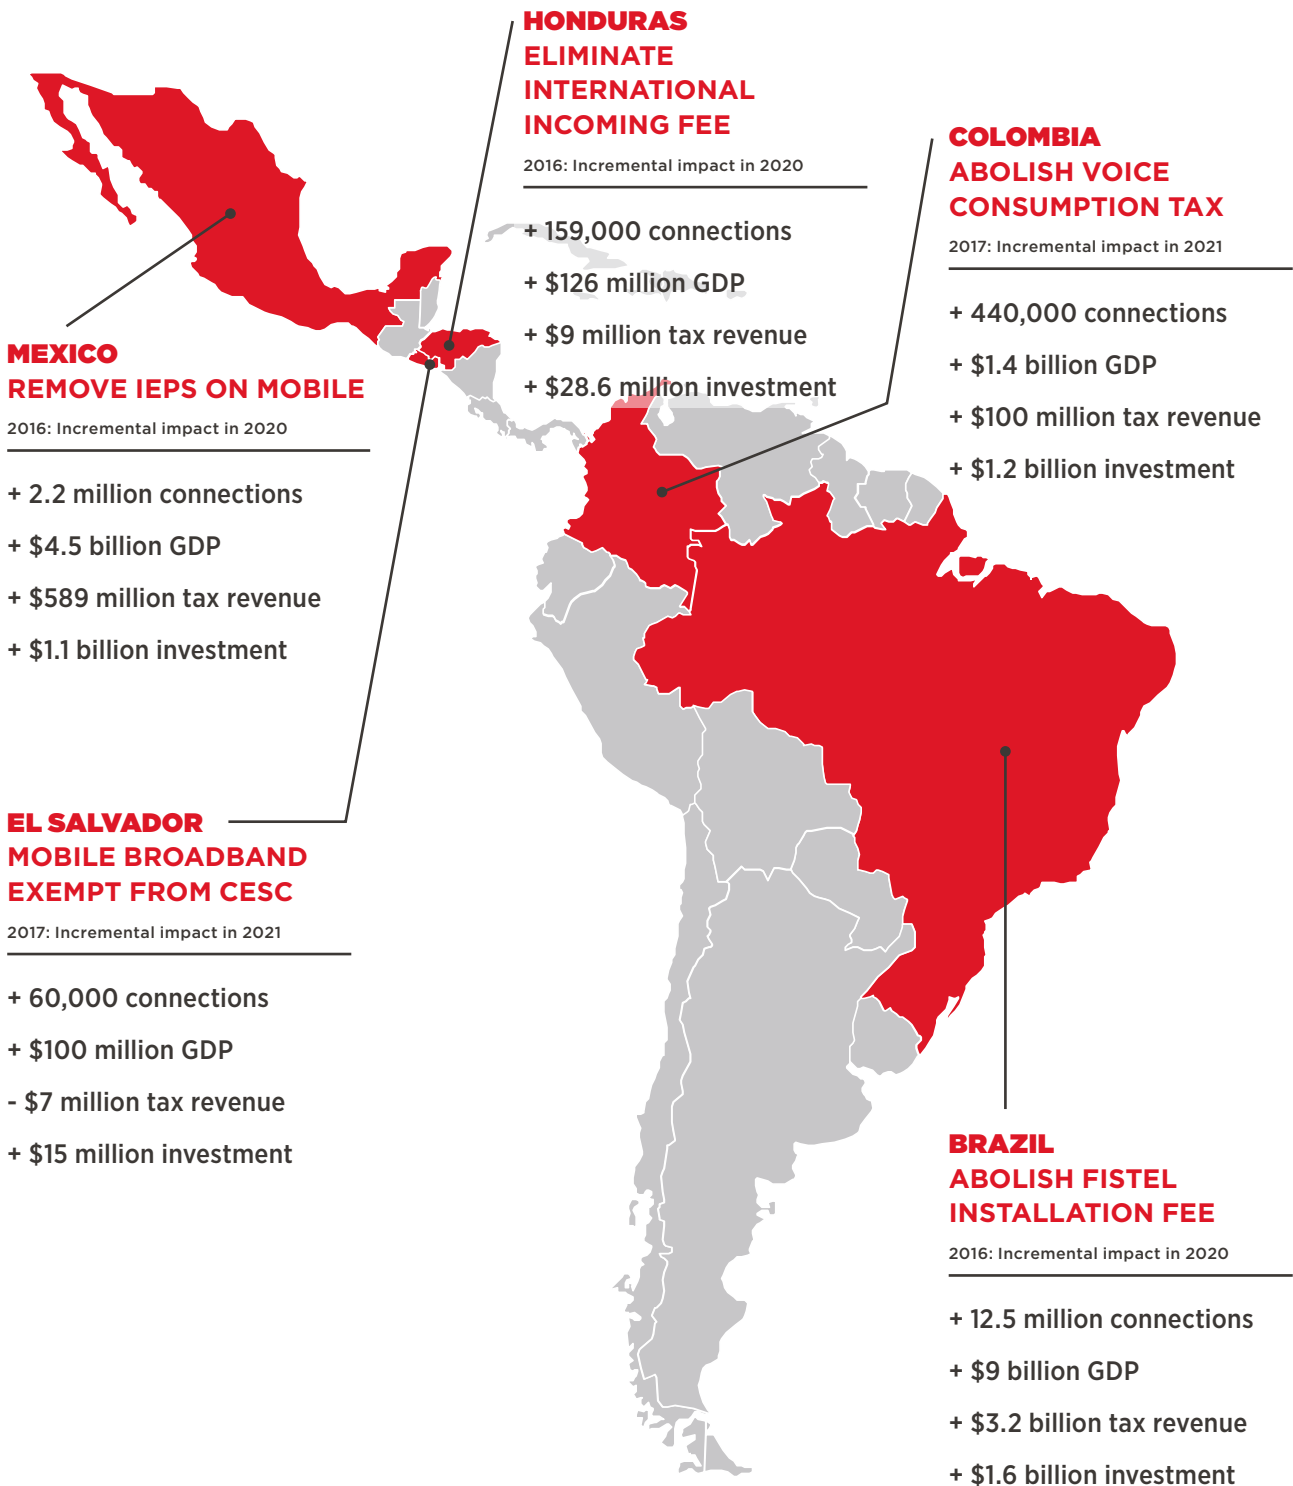 HONDURAS
ELIMINATE
INTERNATIONAL
INCOMING FEE
2016: Incremental impact in 2020
+ 159,000 connections
+ $126 million GDP
+ $9 million tax revenue
+ $28.6 million investment
COLOMBIA
ABOLISH VOICE
CONSUMPTION TAX
2017: Incremental impact in 2021
+ 440,000 connections
+ $1.4 billion GDP
+ $100 million tax revenue
+ $1.2 billion investment
MEXICO
REMOVE IEPS ON MOBILE
2016: Incremental impact in 2020
+ 2.2 million connections
+ $4.5 billion GDP
+ $589 million tax revenue
+ $1.1 billion investment
EL SALVADOR
MOBILE BROADBAND
EXEMPT FROM CESC
2017: Incremental impact in 2021
+ 60,000 connections
+ $100 million GDP
- $7 million tax revenue
+ $15 million investment
BRAZIL
ABOLISH FISTEL
INSTALLATION FEE
2016: Incremental impact in 2020
+ 12.5 million connections
+ $9 billion GDP
+ $3.2 billion tax revenue
+ $1.6 billion investment